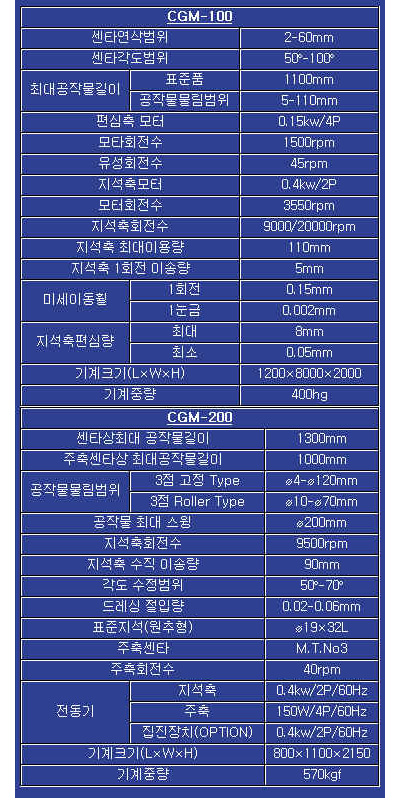 CGM-100
센타연삭범위 2-60mm
센타각도범위 50°-100°
최대공작물길이 표준품 1100mm
공작물물림범위 5-110mm
편심축 모터 0.15kw/4P
모타회전수 1500rpm
유성회전수 45rpm
지석축모터 0.4kw/2P
모터회전수 3550rpm
지석축회전수 9000/20000rpm
지석축 최대이용량 110mm
지석축 1회전 이송량 5mm
미세이동휠 1회전 0.15mm
1눈금 0.002mm
지석축편심량 최대 8mm
최소 0.05mm
기계크기(L×W×H) 1200×8000×2000
기계중량 400hg
CGM-200
센타상최대 공작물길이 1300mm
주축센타상 최대공작물길이 1000mm
공작물물림범위 3점 고정 Type ø4-ø120mm
3점 Roller Type ø10-ø70mm
공작물 최대 스윙 ø200mm
지석축회전수 9500rpm
지석축 수직 이송량 90mm
각도 수정범위 50°-70°
드레싱 절입량 0.02-0.06mm
표준지석(원추형) ø19×32L
주축센타 M.T.No3
주축회전수 40rpm
전동기 지석축 0.4kw/2P/60Hz
주축 150W/4P/60Hz
집진장치(OPTION) 0.4kw/2P/60Hz
기계크기(L×W×H) 800×1100×2150
기계중량 570kgf